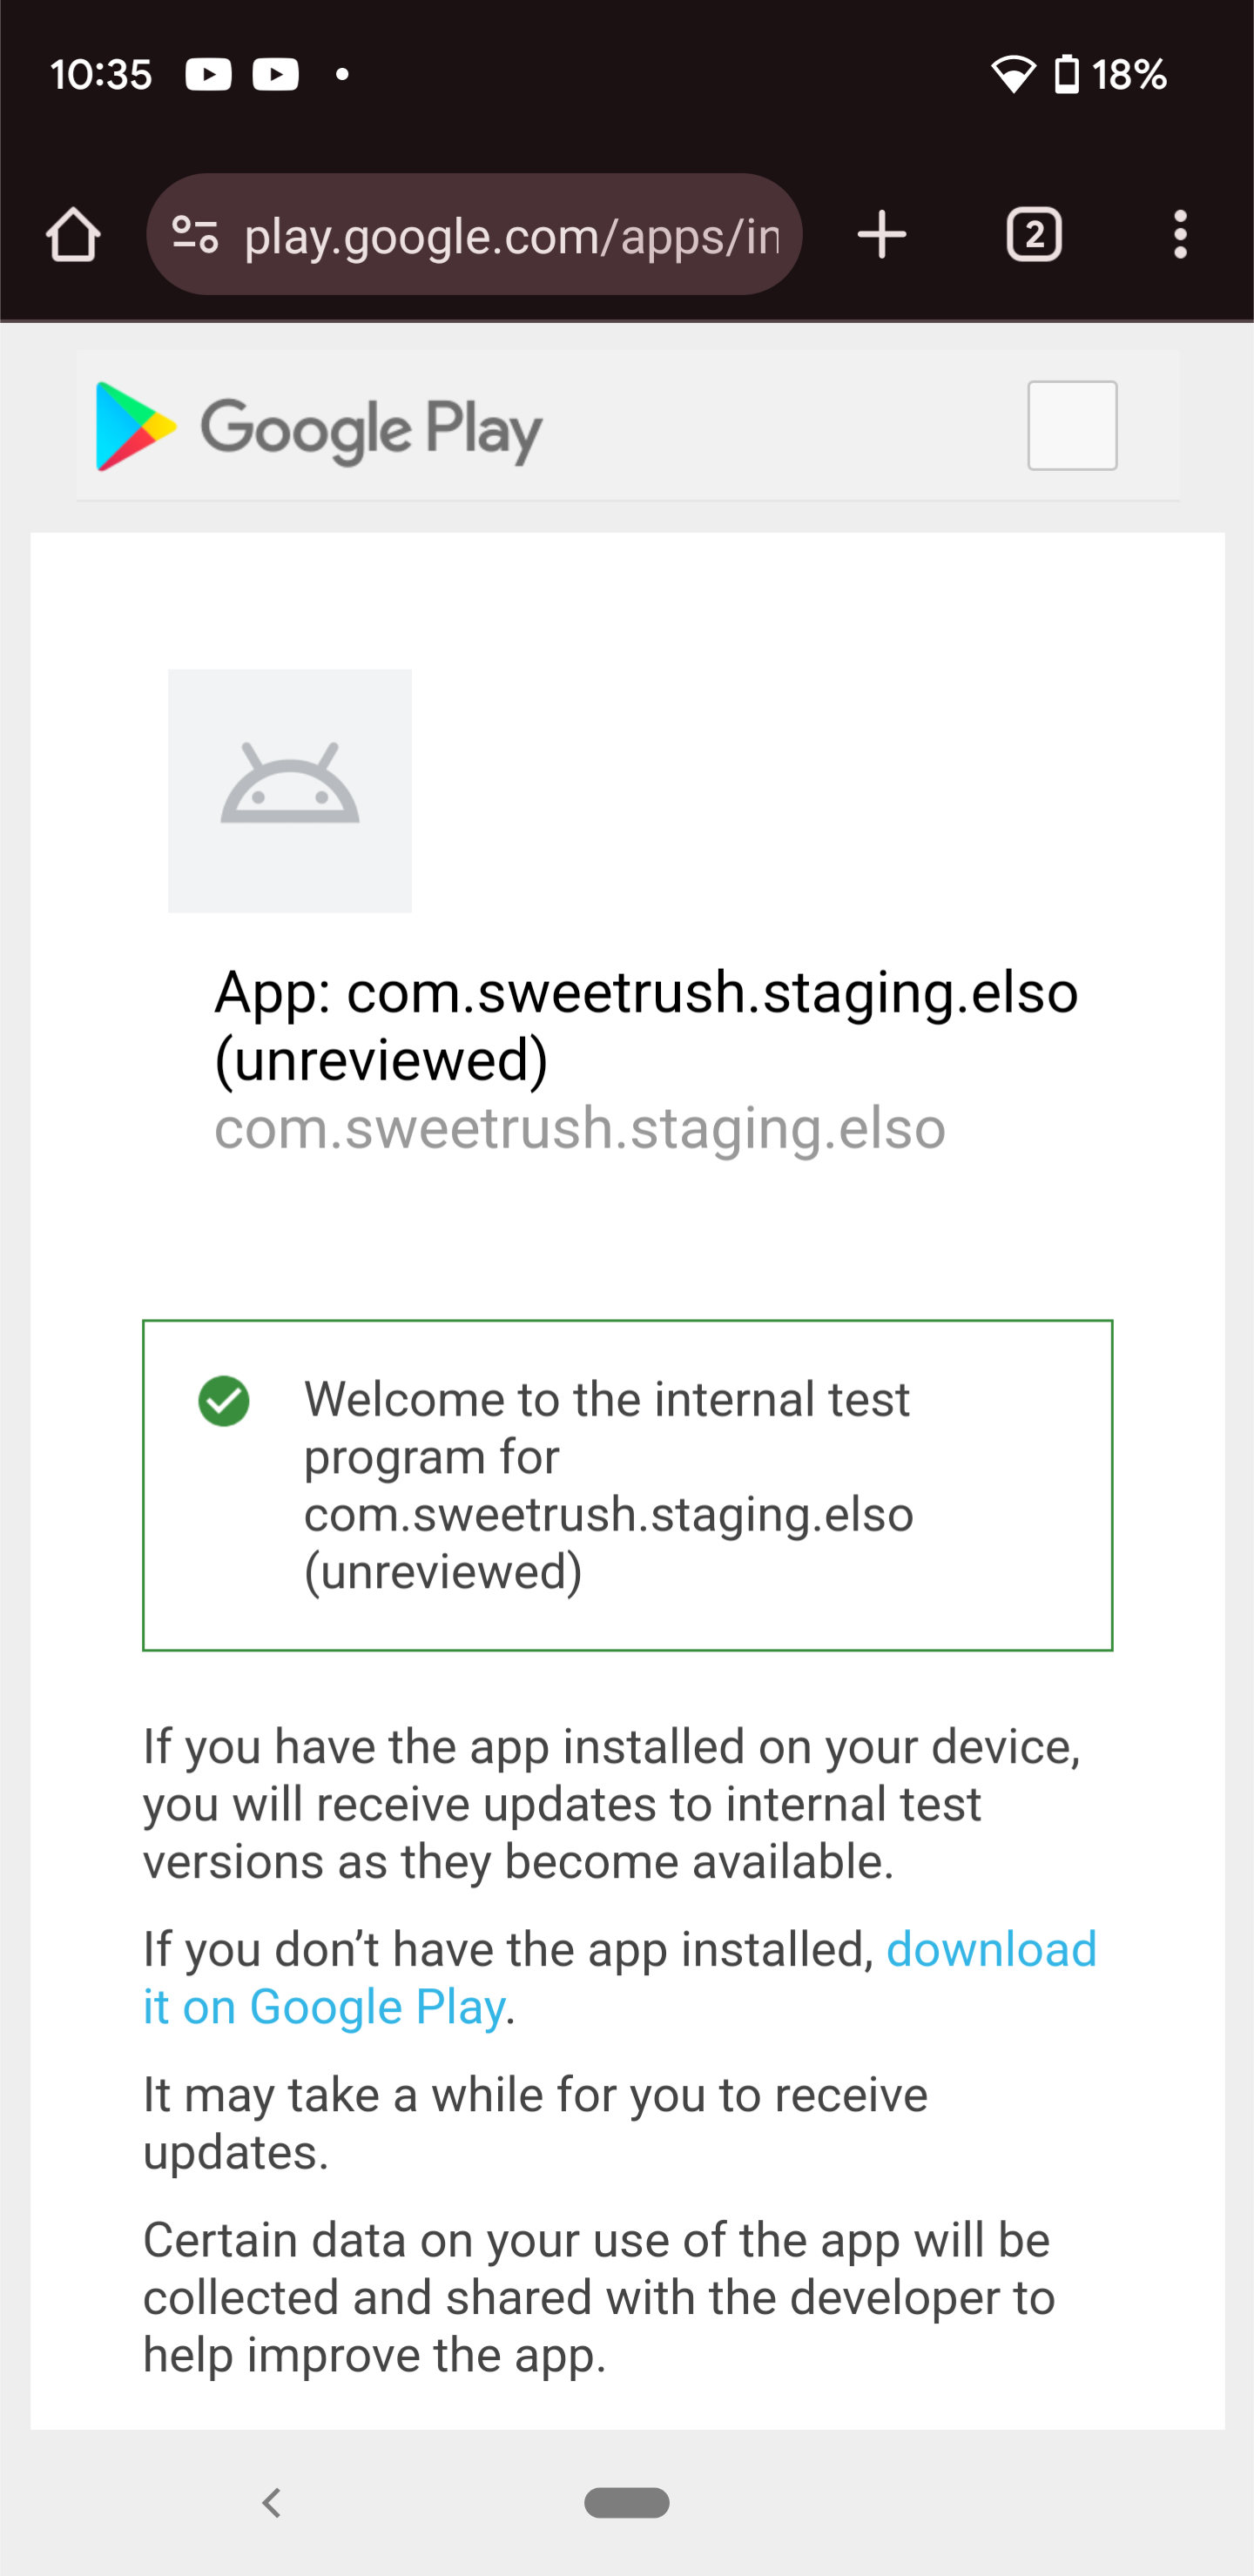 10:35
18%
play.google.com/apps/in
2
Google Play
App: com.sweetrush.staging.elso
(unreviewed)
com.sweetrush.staging.elso
Welcome to the internal test
program for
com.sweetrush.staging.elso
(unreviewed)
If you have the app installed on your device,
you will receive updates to internal test
versions as they become available.
If you don’t have the app installed, download
it on Google Play.
It may take a while for you to receive
updates.
Certain data on your use of the app will be
collected and shared with the developer to
help improve the app.